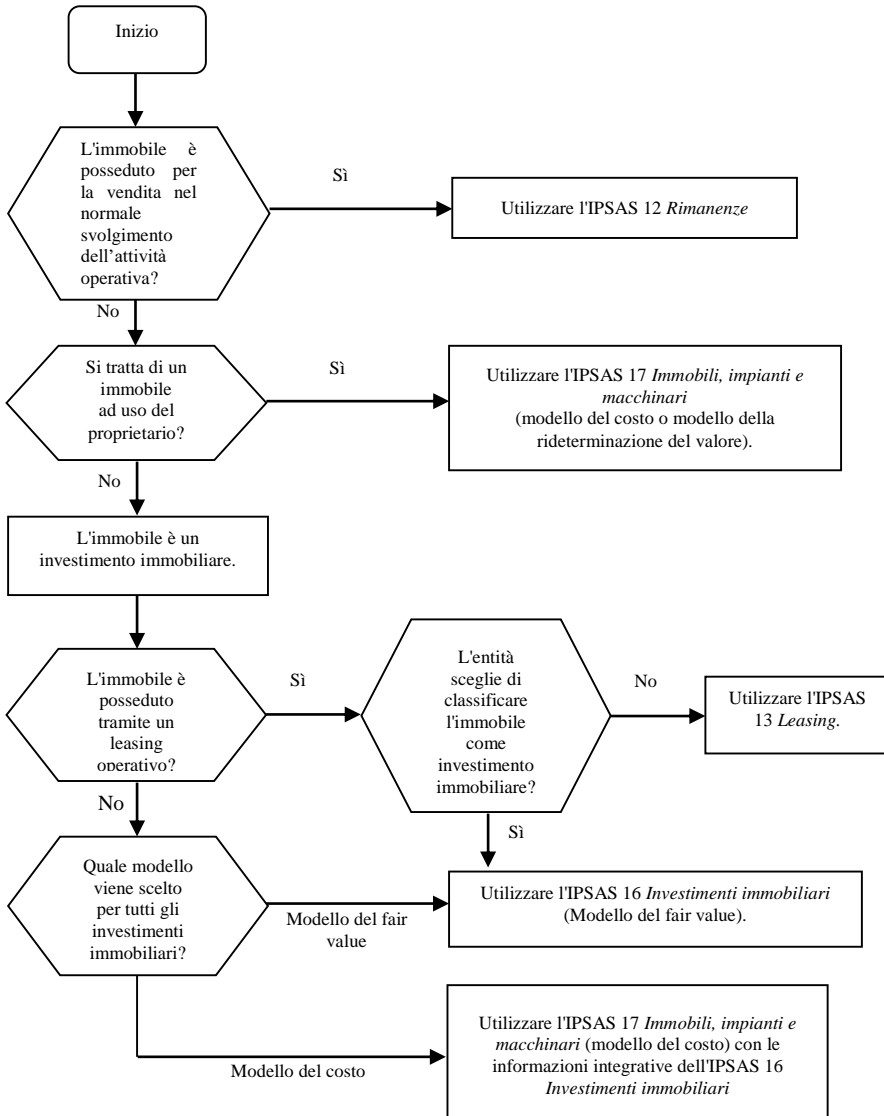 Inizio
L'immobile è
posseduto per
la vendita nel
normale
svolgimento
dell'attività
operativa?
Sì
Utilizzare l'IPSAS 12 Rimanenze
No
Si tratta di un
immobile
ad uso del
proprietario?
Sì
Utilizzare l'IPSAS 17 Immobili, impianti e
macchinari
(modello del costo o modello della
rideterminazione del valore).
No
L'immobile è un
investimento immobiliare.
L'immobile è
posseduto
tramite un
leasing
operativo?
Sì
L'entità
sceglie di
classificare
l'immobile
come
investimento
immobiliare?
No
Utilizzare l'IPSAS
13 Leasing.
No
Sì
Quale modello
viene scelto
per tutti gli
investimenti
immobiliari?
Modello del fair
value
Utilizzare l'IPSAS 16 Investimenti immobiliari
(Modello del fair value).
Modello del costo
Utilizzare l'IPSAS 17 Immobili, impianti e
macchinari (modello del costo) con le
informazioni integrative dell'IPSAS 16
Investimenti immobiliari